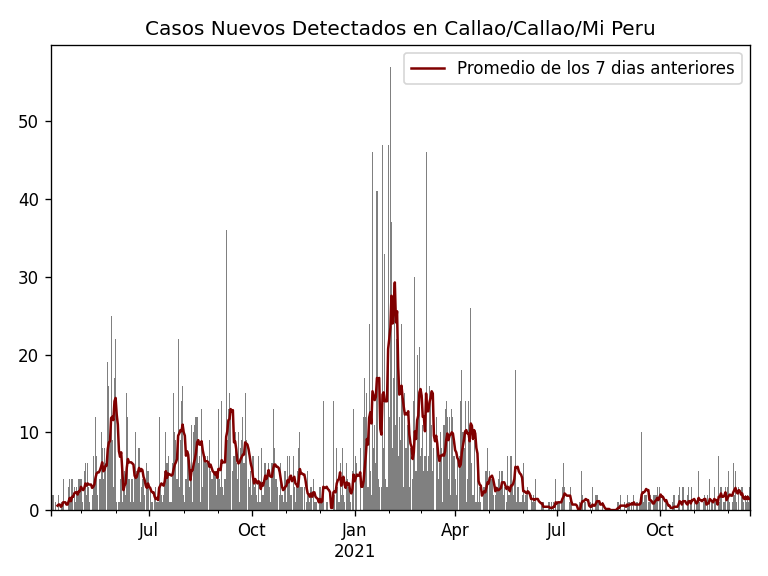 Casos Nuevos Detectados en Callao/Callao/Mi Peru
Promedio de los 7 dias anteriores
50
40
30
20
10
0
Jul Oct Jan Apr Jul Oct
2021